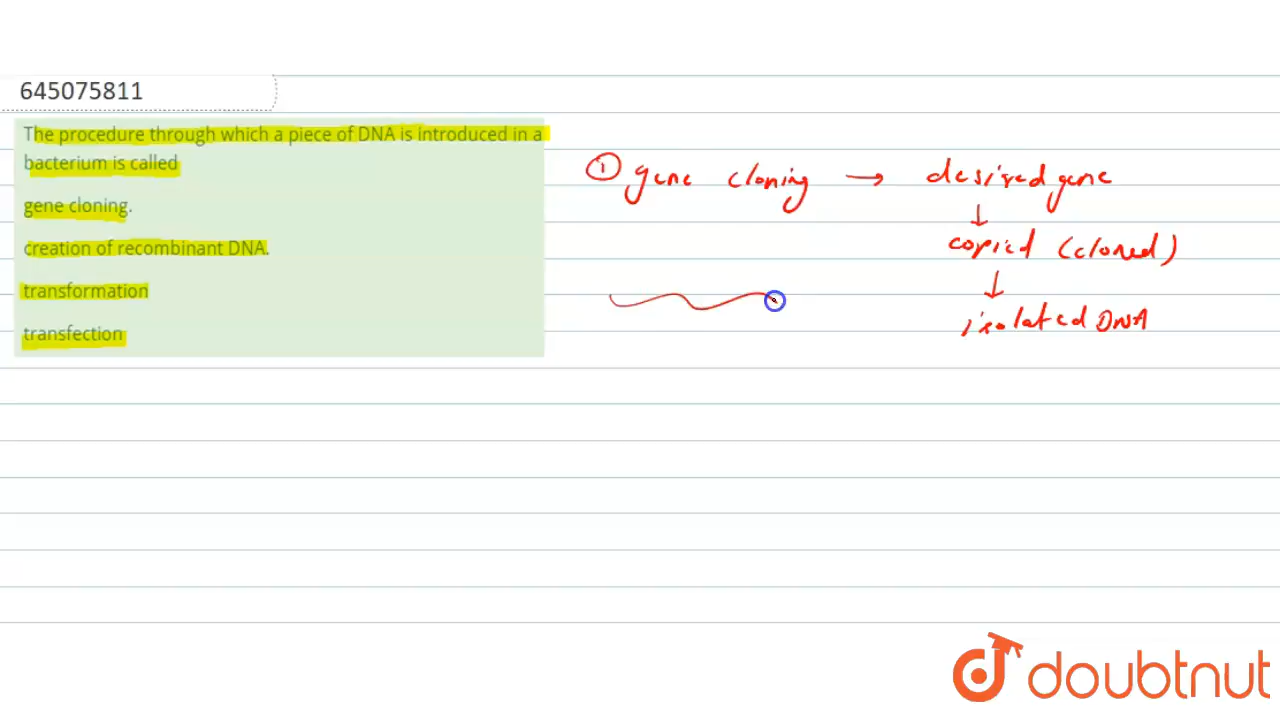 645075811
The procedure through which a piece of DNA is introduced in a
bacterium is called
gene cloning.
creation of recombinant DNA.
transformation
transfection
① gene cloning → desired gene
↓
copied (cloned)
↓
isolated DNA
doubtnut